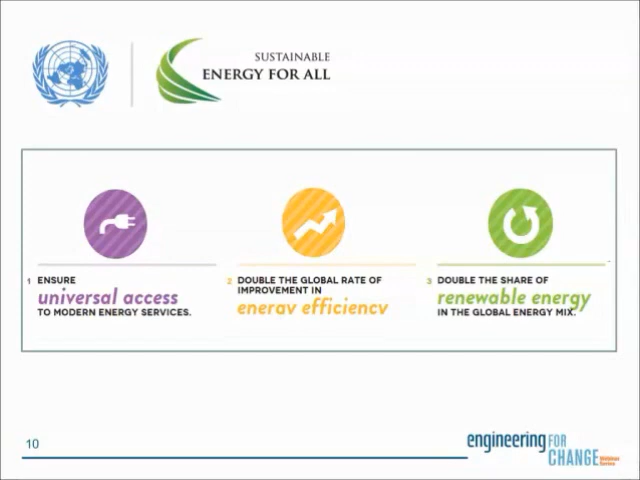 SUSTAINABLE
ENERGY FOR ALL
1 ENSURE
universal access
TO MODERN ENERGY SERVICES.
2 DOUBLE THE GLOBAL RATE OF
IMPROVEMENT IN
energy efficiency
3 DOUBLE THE SHARE OF
renewable energy
IN THE GLOBAL ENERGY MIX.
10
engineering FOR
CHANGE Webinar
Series